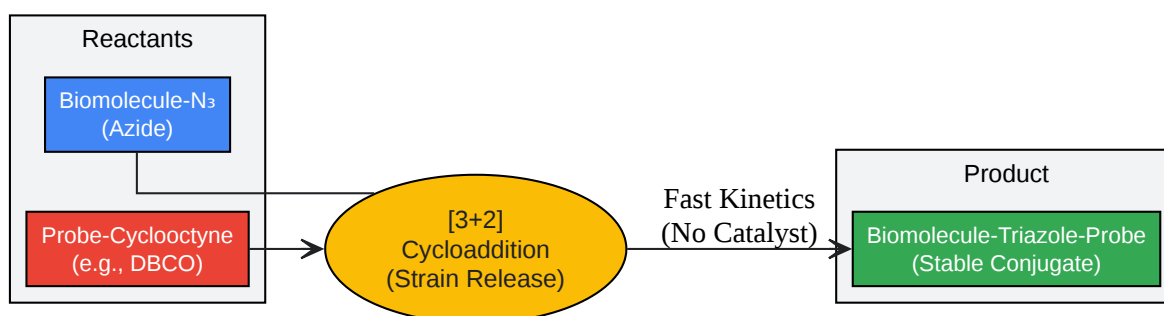 Reactants
Biomolecule-N₃
(Azide)
Probe-Cyclooctyne
(e.g., DBCO)
[3+2]
Cycloaddition
(Strain Release)
Fast Kinetics
(No Catalyst)
Product
Biomolecule-Triazole-Probe
(Stable Conjugate)